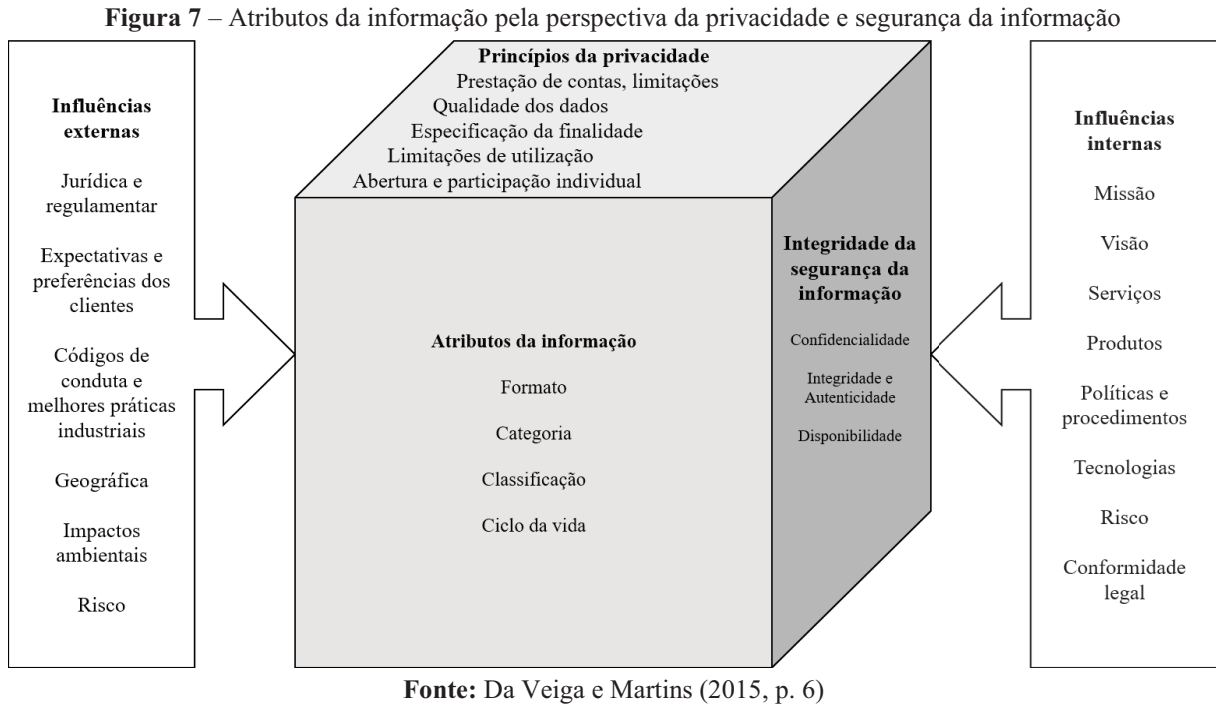 Figura 7 – Atributos da informação pela perspectiva da privacidade e segurança da informação
Influências
externas
Jurídica e
regulamentar
Expectativas e
preferências dos
clientes
Códigos de
conduta e
melhores práticas
industriais
Geográfica
Impactos
ambientais
Risco
Princípios da privacidade
Prestação de contas, limitações
Qualidade dos dados
Especificação da finalidade
Limitações de utilização
Abertura e participação individual
Atributos da informação
Formato
Categoria
Classificação
Ciclo da vida
Integridade da
segurança da
informação
Confidencialidade
Integridade e
Autenticidade
Disponibilidade
Influências
internas
Missão
Visão
Serviços
Produtos
Políticas e
procedimentos
Tecnologias
Risco
Conformidade
legal
Fonte: Da Veiga e Martins (2015, p. 6)